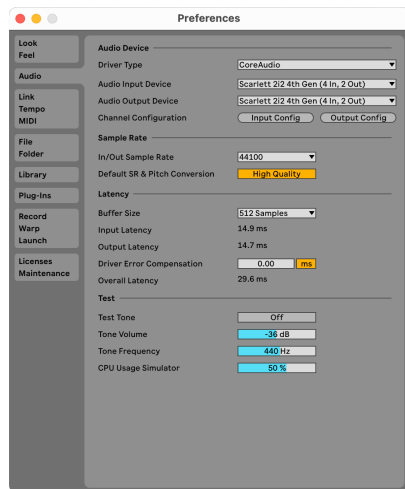 Preferences
Look
Feel
Audio
Link
Tempo
MIDI
File
Folder
Library
Plug-Ins
Record
Warp
Launch
Licenses
Maintenance
Audio Device
Driver Type CoreAudio
Audio Input Device Scarlett 2i2 4th Gen (4 In, 2 Out)
Audio Output Device Scarlett 2i2 4th Gen (4 In, 2 Out)
Channel Configuration Input Config Output Config
Sample Rate
In/Out Sample Rate 44100
Default SR & Pitch Conversion High Quality
Latency
Buffer Size 512 Samples
Input Latency 14.9 ms
Output Latency 14.7 ms
Driver Error Compensation 0.00 ms
Overall Latency 29.6 ms
Test
Test Tone Off
Tone Volume -36 dB
Tone Frequency 440 Hz
CPU Usage Simulator 50 %